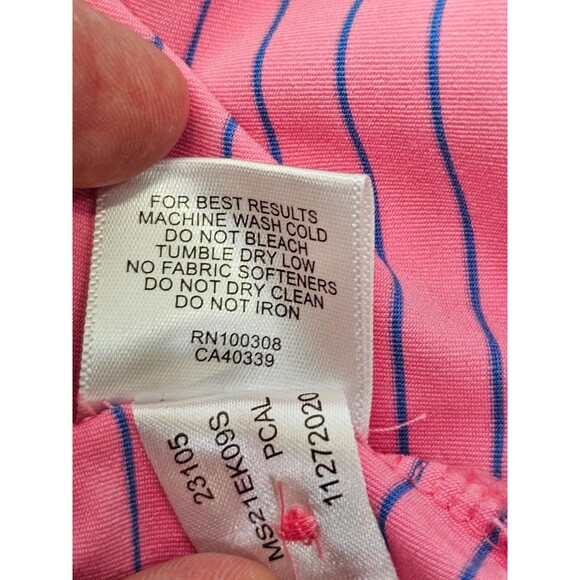 FOR BEST RESULTS
MACHINE WASH COLD
DO NOT BLEACH
TUMBLE DRY LOW
NO FABRIC SOFTENERS
DO NOT DRY CLEAN
DO NOT IRON
RN100308
CA40339
23105
MS21EK09S
PCAL
11272020